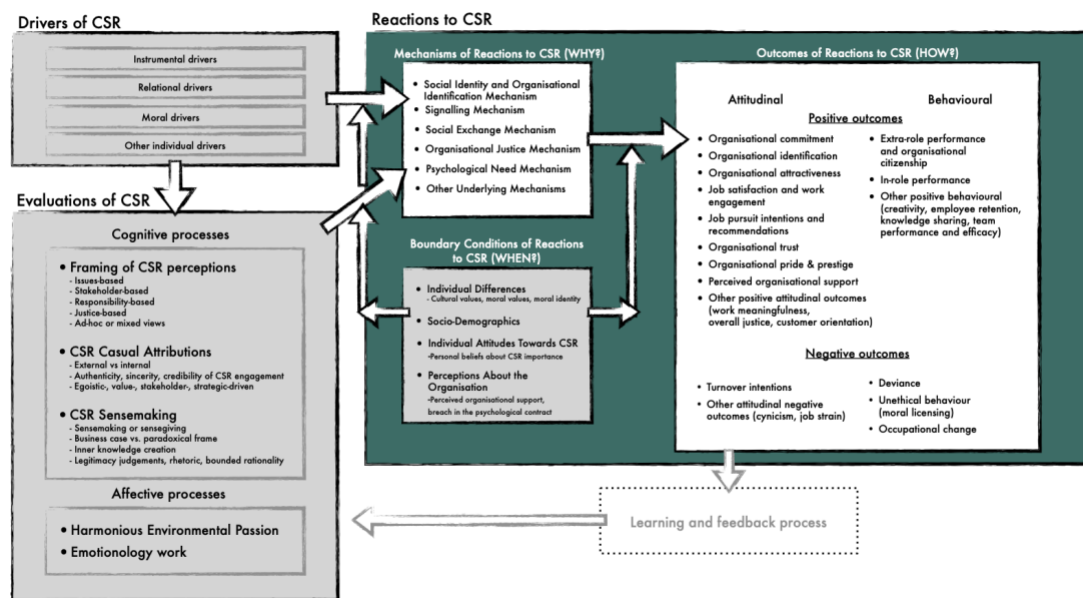 Drivers of CSR
Instrumental drivers
Relational drivers
Moral drivers
Other individual drivers
Evaluations of CSR
Cognitive processes
• Framing of CSR perceptions
- Issues-based
- Stakeholder-based
- Responsibility-based
- Justice-based
- Ad-hoc or mixed views
• CSR Casual Attributions
- External vs internal
- Authenticity, sincerity, credibility of CSR engagement
- Egoistic-, value-, stakeholder-, strategic-driven
• CSR Sensemaking
- Sensemaking or sensegiving
- Business case vs. paradoxical frame
- Inner knowledge creation
- Legitimacy judgements, rhetoric, bounded rationality
Affective processes
• Harmonious Environmental Passion
• Emotionology work
Reactions to CSR
Mechanisms of Reactions to CSR (WHY?)
• Social Identity and Organisational
Identification Mechanism
• Signalling Mechanism
• Social Exchange Mechanism
• Organisational Justice Mechanism
• Psychological Need Mechanism
• Other Underlying Mechanisms
Boundary Conditions of Reactions
to CSR (WHEN?)
• Individual Differences
- Cultural values, moral values, moral identity
• Socio-Demographics
• Individual Attitudes Towards CSR
-Personal beliefs about CSR importance
• Perceptions About the
Organisation
-Perceived organisational support,
breach in the psychological contract
Outcomes of Reactions to CSR (HOW?)
Attitudinal
Behavioural
Positive outcomes
• Organisational commitment
• Organisational identification
• Organisational attractiveness
• Job satisfaction and work
engagement
• Job pursuit intentions and
recommendations
• Organisational trust
• Organisational pride & prestige
• Perceived organisational support
• Other positive attitudinal outcomes
(work meaningfulness,
overall justice, customer orientation)
• Extra-role performance
and organisational
citizenship
• In-role performance
• Other positive behavioural
(creativity, employee retention,
knowledge sharing, team
performance and efficacy)
Negative outcomes
• Turnover intentions
• Other attitudinal negative
outcomes (cynicism, job strain)
• Deviance
• Unethical behaviour
(moral licensing)
• Occupational change
Learning and feedback process